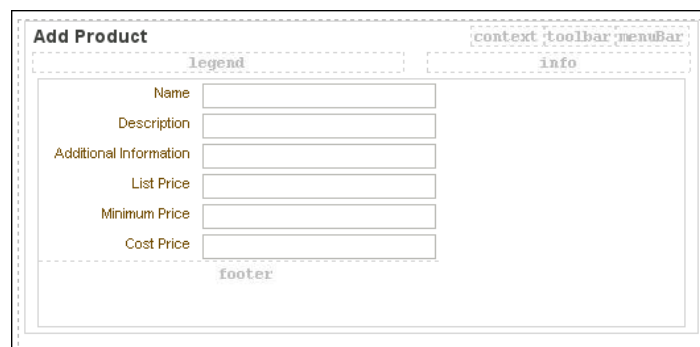 Add Product context toolbar menuBar
legend info
Name
Description
Additional Information
List Price
Minimum Price
Cost Price
footer